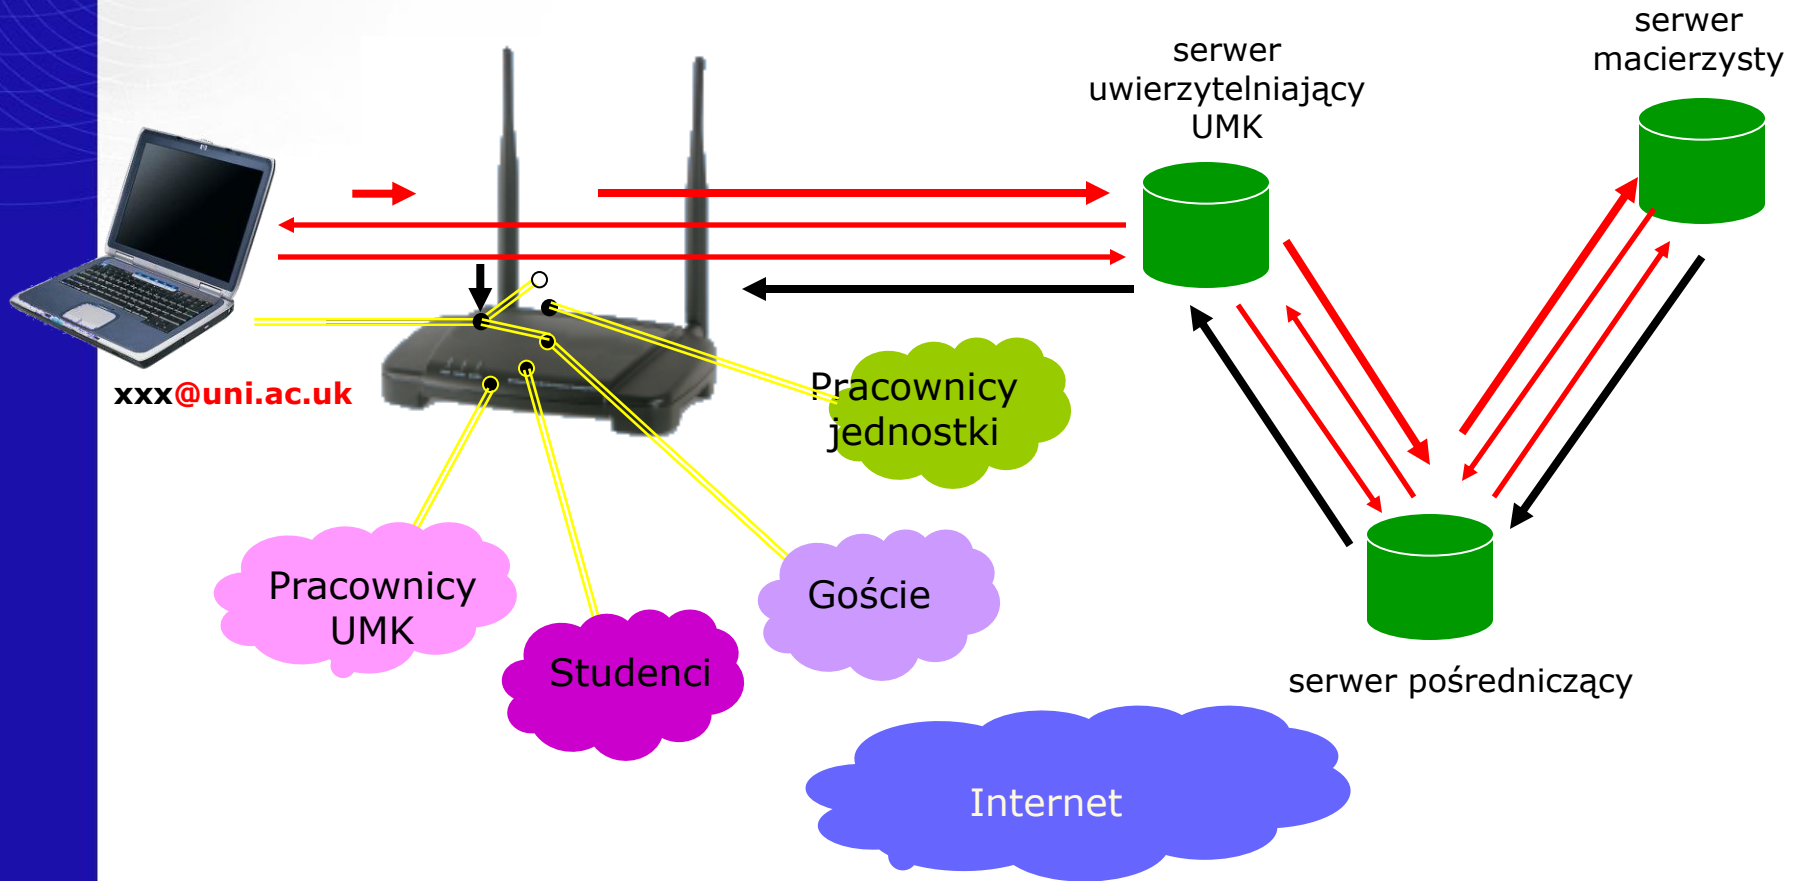 serwer
macierzysty
serwer
uwierzytelniający
UMK
xxx@uni.ac.uk
Pracownicy
jednostki
Pracownicy
UMK
Goście
Studenci
serwer pośredniczący
Internet